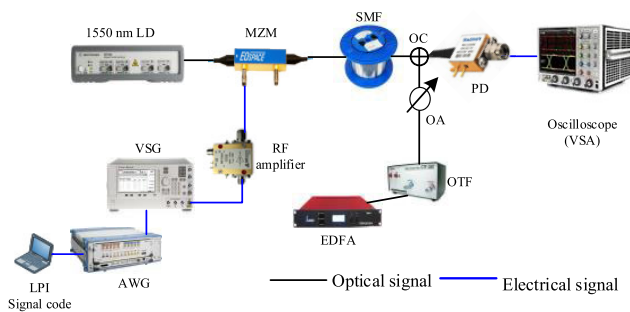 1550 nm LD
MZM
SMF
OC
PD
Oscilloscope
(VSA)
OA
OTF
EDFA
VSG
RF
amplifier
AWG
LPI
Signal code
Optical signal
Electrical signal